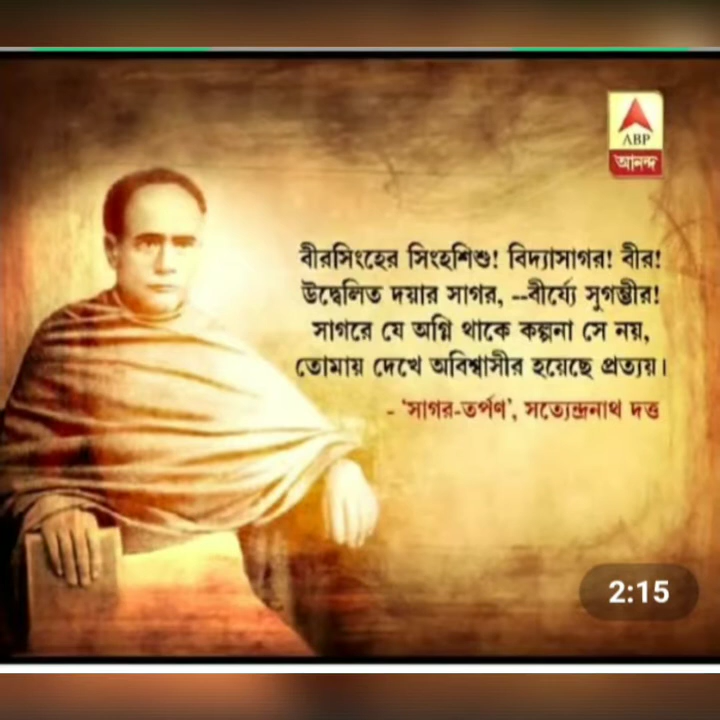 ABP
আনন্দ
বীরসিংহের সিংহশিশু! বিদ্যাসাগর! বীর!
উদ্বেলিত দয়ার সাগর, --বীর্য্যে সুগম্ভীর!
সাগরে যে অগ্নি থাকে কল্পনা সে নয়,
তোমায় দেখে অবিশ্বাসীর হয়েছে প্রত্যয়।
- 'সাগর-তর্পণ', সত্যেন্দ্রনাথ দত্ত
2:15